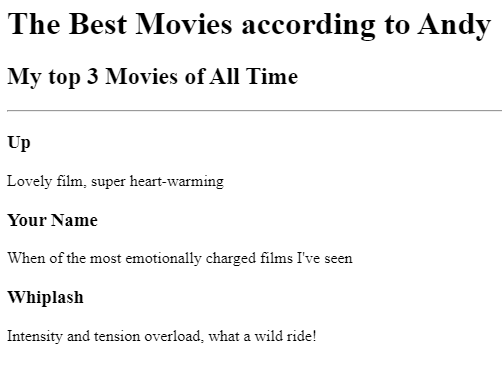 The Best Movies according to Andy
My top 3 Movies of All Time
Up
Lovely film, super heart-warming
Your Name
When of the most emotionally charged films I've seen
Whiplash
Intensity and tension overload, what a wild ride!